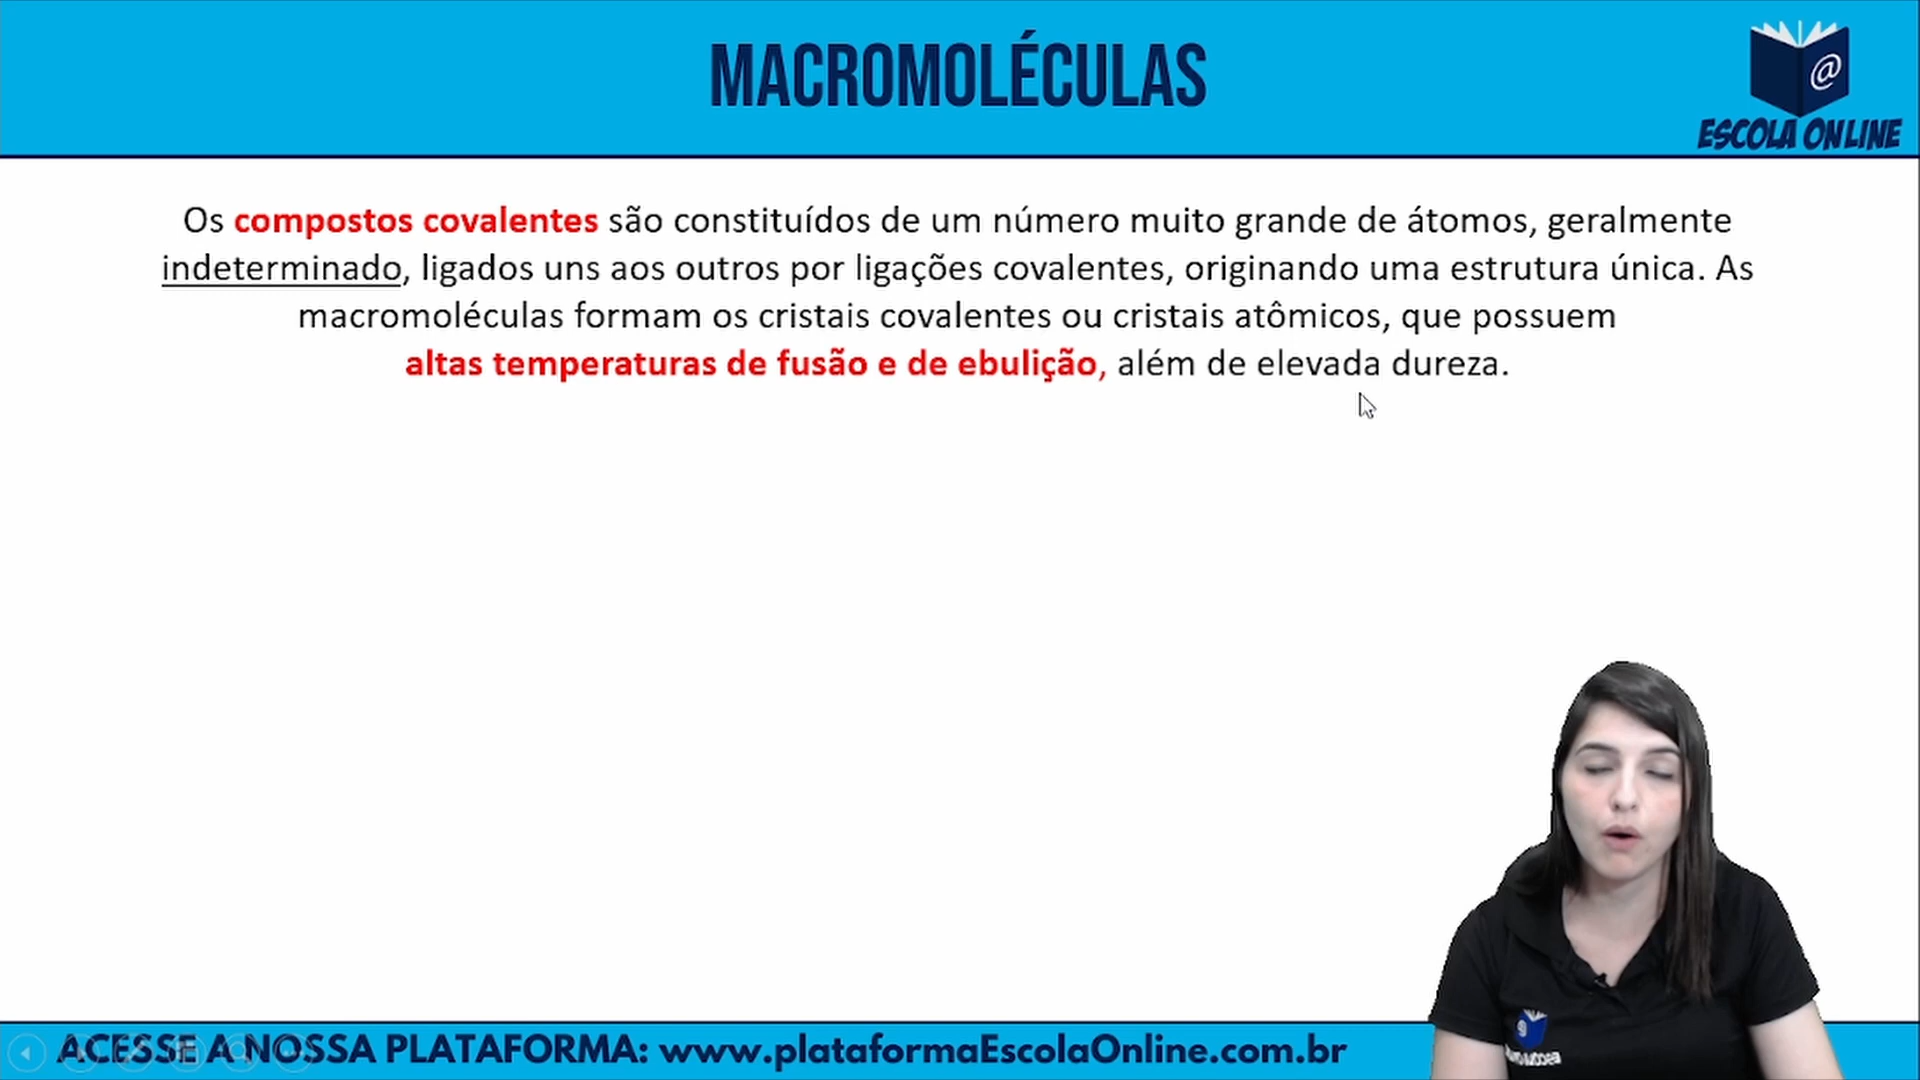 MACROMOLÉCULAS
@
ESCOLA ONLINE
Os compostos covalentes são constituídos de um número muito grande de átomos, geralmente
indeterminado, ligados uns aos outros por ligações covalentes, originando uma estrutura única. As
macromoléculas formam os cristais covalentes ou cristais atômicos, que possuem
altas temperaturas de fusão e de ebulição, além de elevada dureza.
ACESSE A NOSSA PLATAFORMA: www.plataformaEscolaOnline.com.br